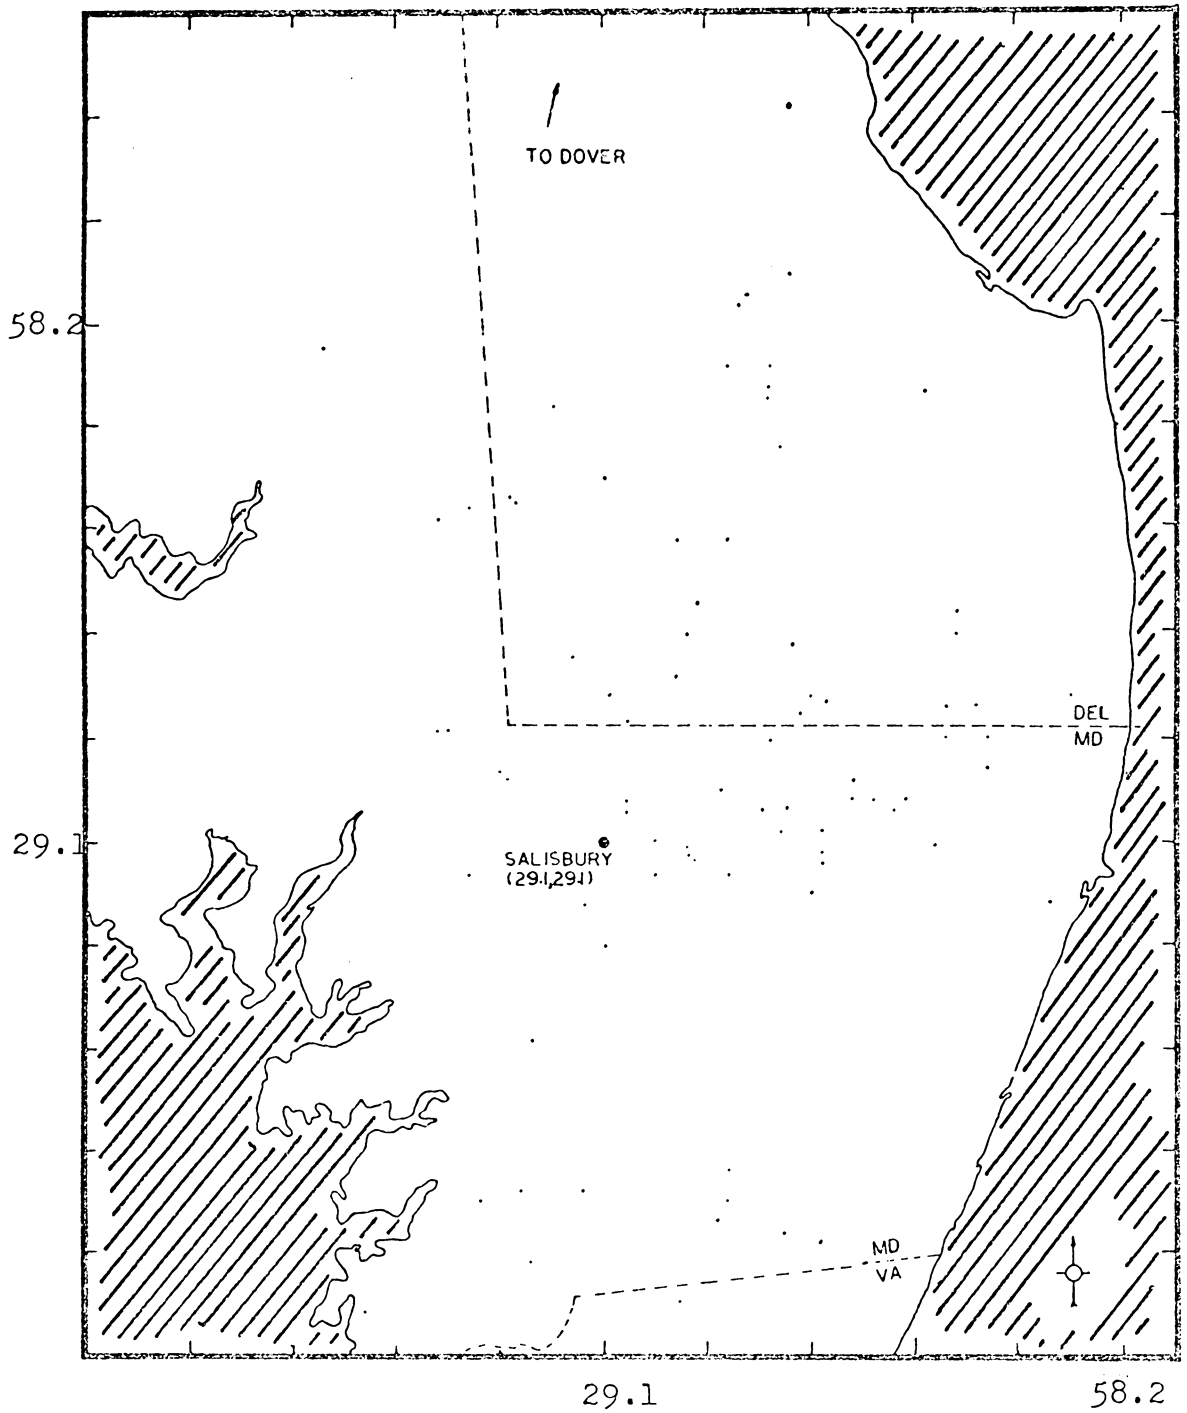 TO DOVER
58.2
DEL
MD
29.1
SALISBURY
(29.1,29.1)
MD
VA
29.1
58.2